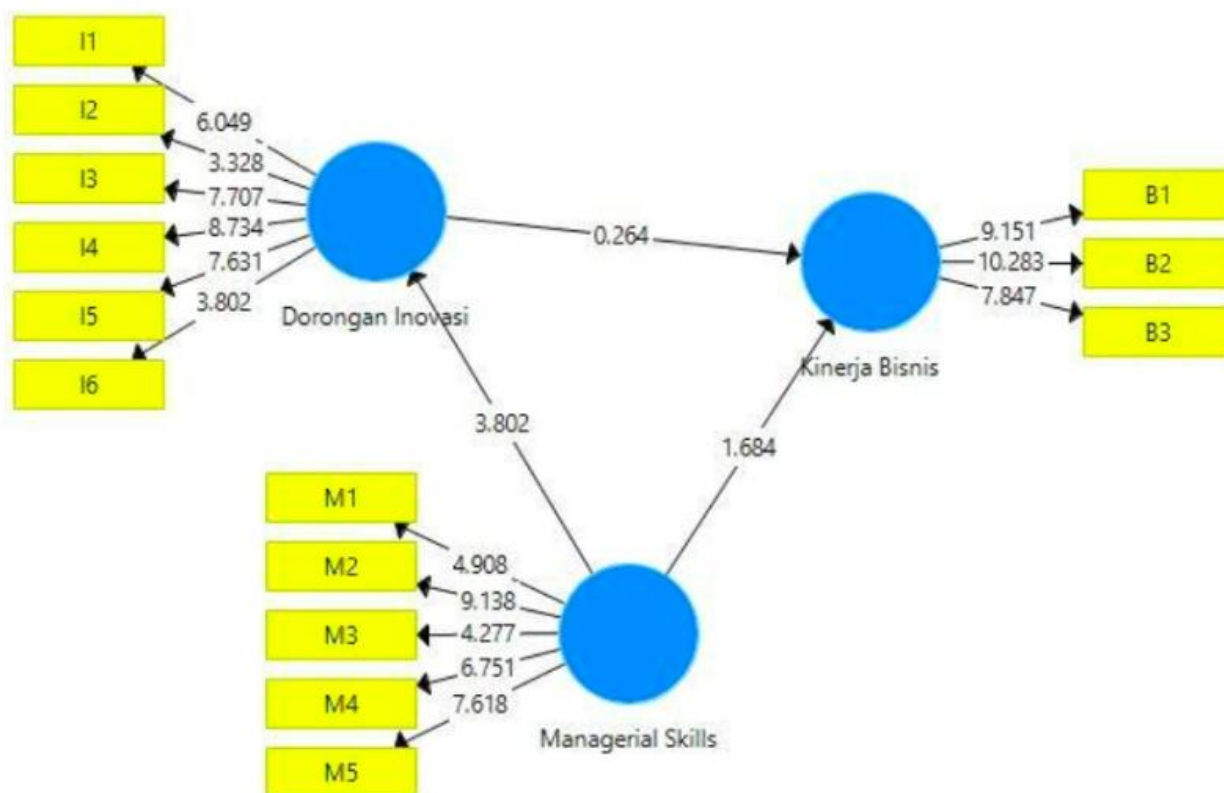 I1
I2
I3
I4
I5
I6
6.049
3.328
7.707
8.734
7.631
3.802
Dorongan Inovasi
0.264
Kinerja Bisnis
9.151
10.283
7.847
B1
B2
B3
3.802
1.684
M1
M2
M3
M4
M5
4.908
9.138
4.277
6.751
7.618
Managerial Skills